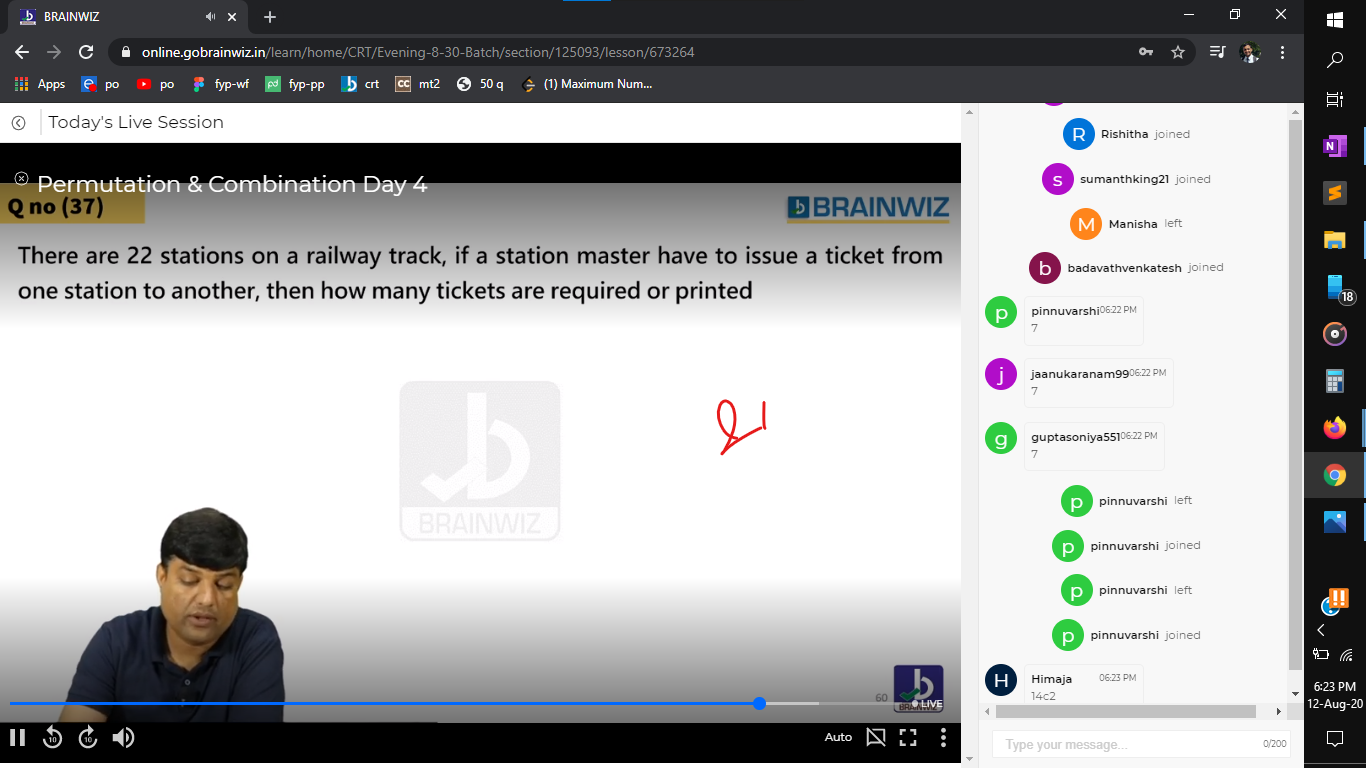 BRAINWIZ
online.gobrainwiz.in/learn/home/CRT/Evening-8-30-Batch/section/125093/lesson/673264
Apps po po fyp-wf fyp-pp crt mt2 50 q (1) Maximum Num...
Today's Live Session
Permutation & Combination Day 4
Q no (37)
BRAINWIZ
There are 22 stations on a railway track, if a station master have to issue a ticket from
one station to another, then how many tickets are required or printed
21
BRAINWIZ
60
BRAINWIZ
LIVE
10 10 Auto
Rishitha joined
sumanthking21 joined
Manisha left
badavathvenkatesh joined
pinnuvarshi 06:22 PM
7
jaanukaranam99 06:22 PM
7
guptasoniya551 06:22 PM
7
pinnuvarshi left
pinnuvarshi joined
pinnuvarshi left
pinnuvarshi joined
Himaja 06:23 PM
14c2
Type your message... 0/200
18
6:23 PM
12-Aug-20